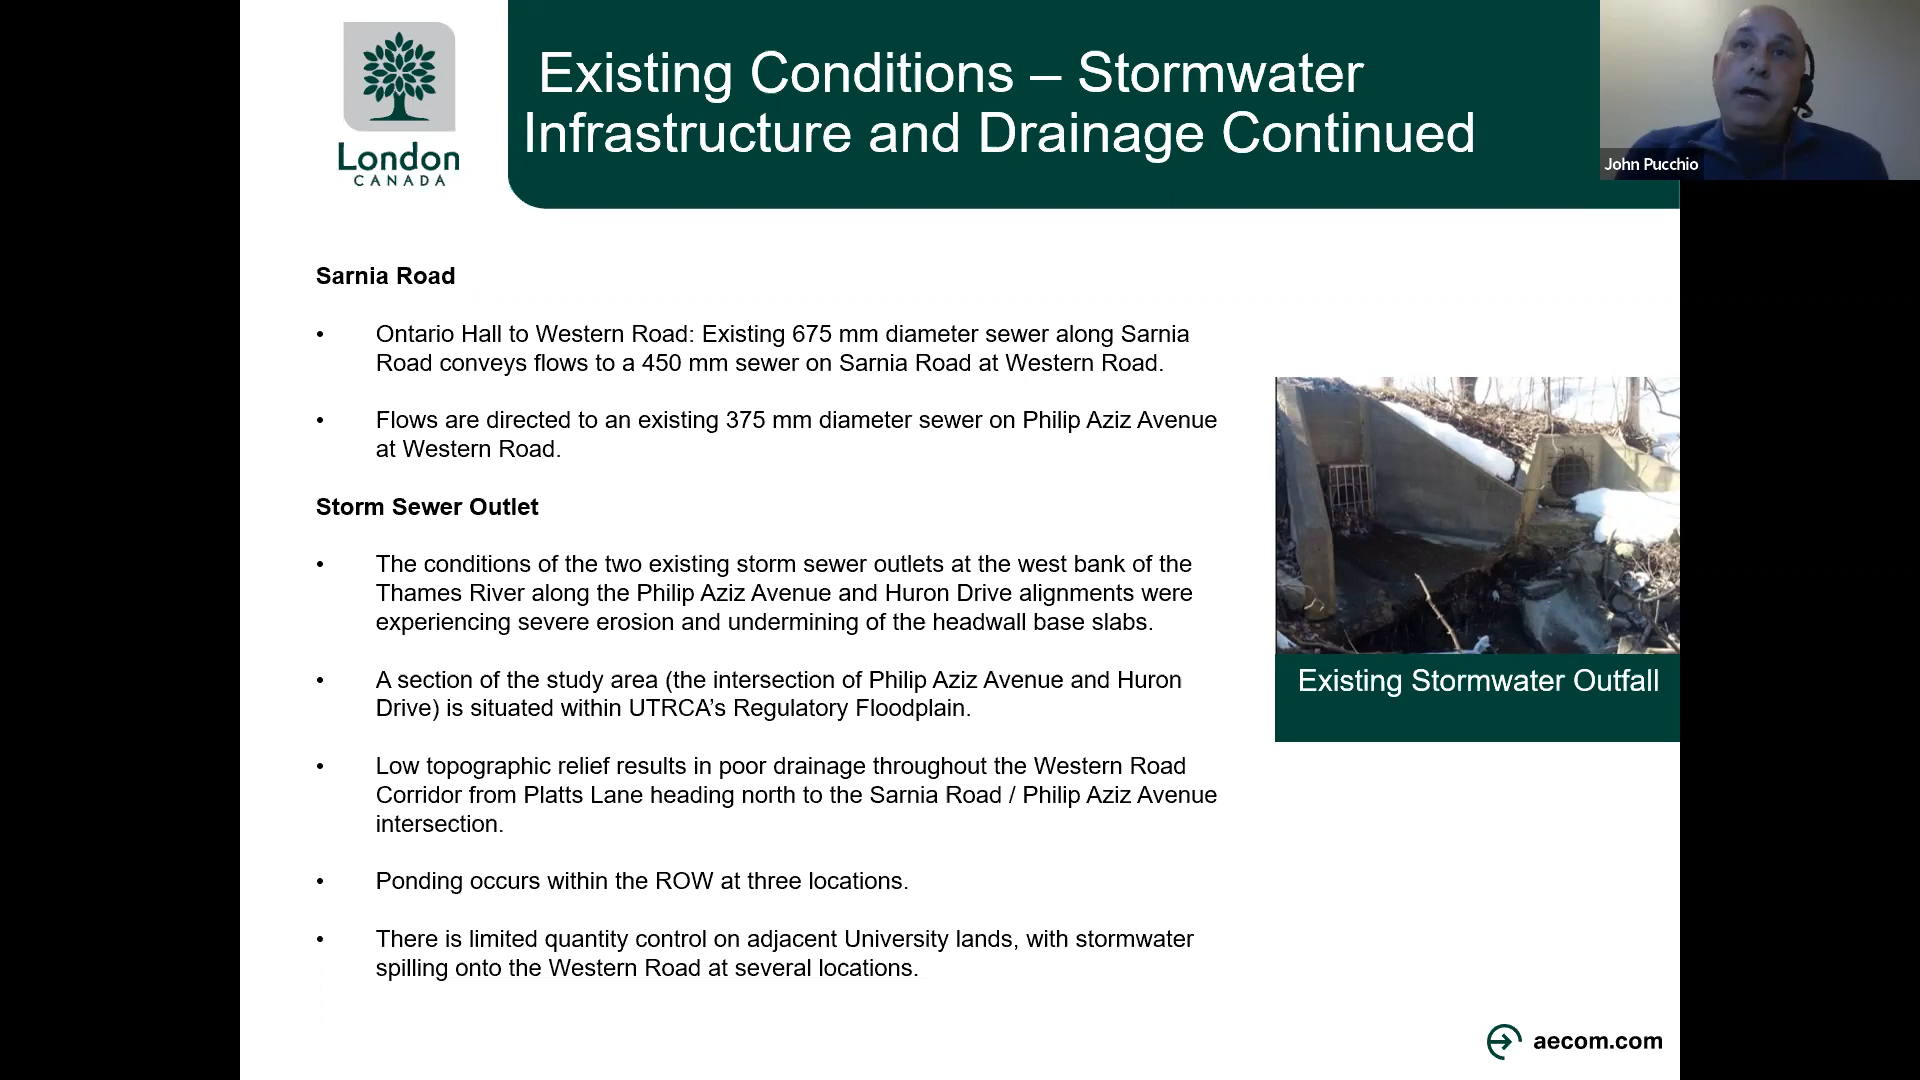 London
CANADA
Existing Conditions – Stormwater
Infrastructure and Drainage Continued
John Pucchio
Sarnia Road
• Ontario Hall to Western Road: Existing 675 mm diameter sewer along Sarnia
Road conveys flows to a 450 mm sewer on Sarnia Road at Western Road.
• Flows are directed to an existing 375 mm diameter sewer on Philip Aziz Avenue
at Western Road.
Storm Sewer Outlet
• The conditions of the two existing storm sewer outlets at the west bank of the
Thames River along the Philip Aziz Avenue and Huron Drive alignments were
experiencing severe erosion and undermining of the headwall base slabs.
• A section of the study area (the intersection of Philip Aziz Avenue and Huron
Drive) is situated within UTRCA’s Regulatory Floodplain.
• Low topographic relief results in poor drainage throughout the Western Road
Corridor from Platts Lane heading north to the Sarnia Road / Philip Aziz Avenue
intersection.
• Ponding occurs within the ROW at three locations.
• There is limited quantity control on adjacent University lands, with stormwater
spilling onto the Western Road at several locations.
Existing Stormwater Outfall
aecom.com